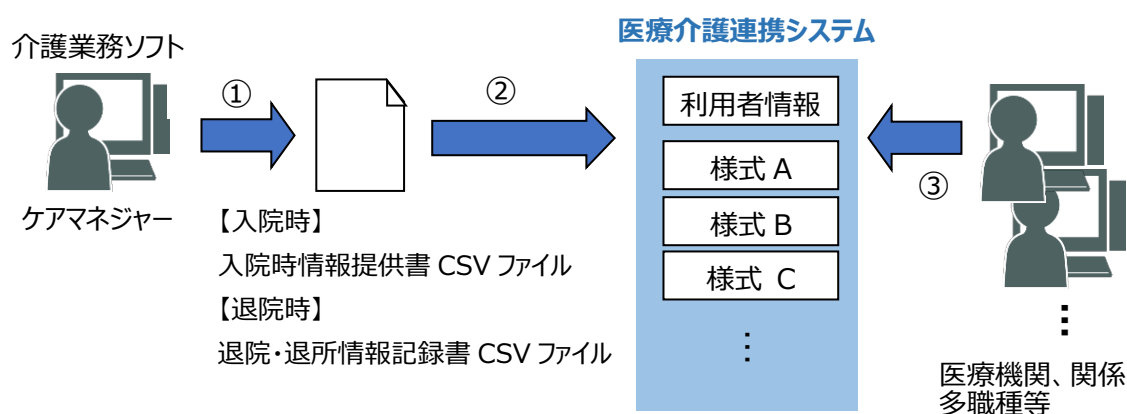 医療介護連携システム
介護業務ソフト
①
②
利用者情報
様式 A
様式 B
様式 C
⋮
③
ケアマネジャー
【入院時】
入院時情報提供書 CSV ファイル
【退院時】
退院・退所情報記録書 CSV ファイル
⋮
医療機関、関係
多職種等